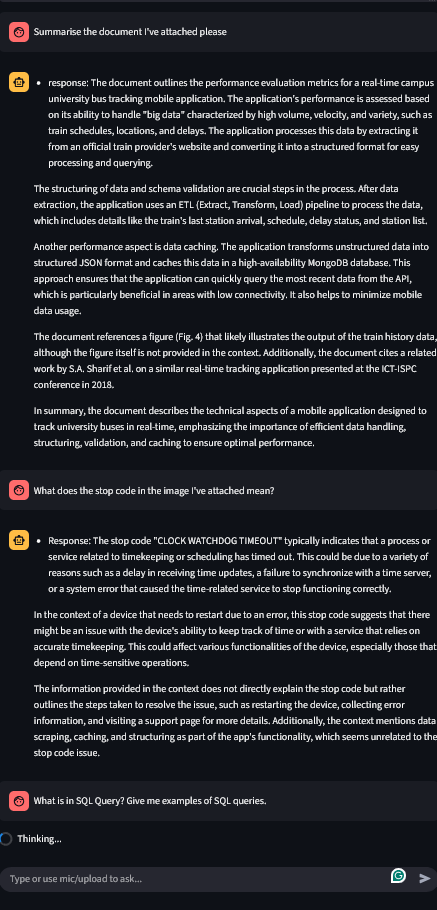 Summarise the document I've attached please
• response: The document outlines the performance evaluation metrics for a real-time campus
university bus tracking mobile application. The application's performance is assessed based
on its ability to handle "big data" characterized by high volume, velocity, and variety, such as
train schedules, locations, and delays. The application processes this data by extracting it
from an official train provider's website and converting it into a structured format for easy
processing and querying.
The structuring of data and schema validation are crucial steps in the process. After data
extraction, the application uses an ETL (Extract, Transform, Load) pipeline to process the data,
which includes details like the train's last station arrival, schedule, delay status, and station list.
Another performance aspect is data caching. The application transforms unstructured data into
structured JSON format and caches this data in a high-availability MongoDB database. This
approach ensures that the application can quickly query the most recent data from the API,
which is particularly beneficial in areas with low connectivity. It also helps to minimize mobile
data usage.
The document references a figure (Fig. 4) that likely illustrates the output of the train history data,
although the figure itself is not provided in the context. Additionally, the document cites a related
work by S.A. Sharif et al. on a similar real-time tracking application presented at the ICT-ISPC
conference in 2018.
In summary, the document describes the technical aspects of a mobile application designed to
track university buses in real-time, emphasizing the importance of efficient data handling,
structuring, validation, and caching to ensure optimal performance.
What does the stop code in the image I've attached mean?
• Response: The stop code "CLOCK WATCHDOG TIMEOUT" typically indicates that a process or
service related to timekeeping or scheduling has timed out. This could be due to a variety of
reasons such as a delay in receiving time updates, a failure to synchronize with a time server,
or a system error that caused the time-related service to stop functioning correctly.
In the context of a device that needs to restart due to an error, this stop code suggests that there
might be an issue with the device's ability to keep track of time or with a service that relies on
accurate timekeeping. This could affect various functionalities of the device, especially those that
depend on time-sensitive operations.
The information provided in the context does not directly explain the stop code but rather
outlines the steps taken to resolve the issue, such as restarting the device, collecting error
information, and visiting a support page for more details. Additionally, the context mentions data
scraping, caching, and structuring as part of the app's functionality, which seems unrelated to the
stop code issue.
What is in SQL Query? Give me examples of SQL queries.
Thinking...
Type or use mic/upload to ask...